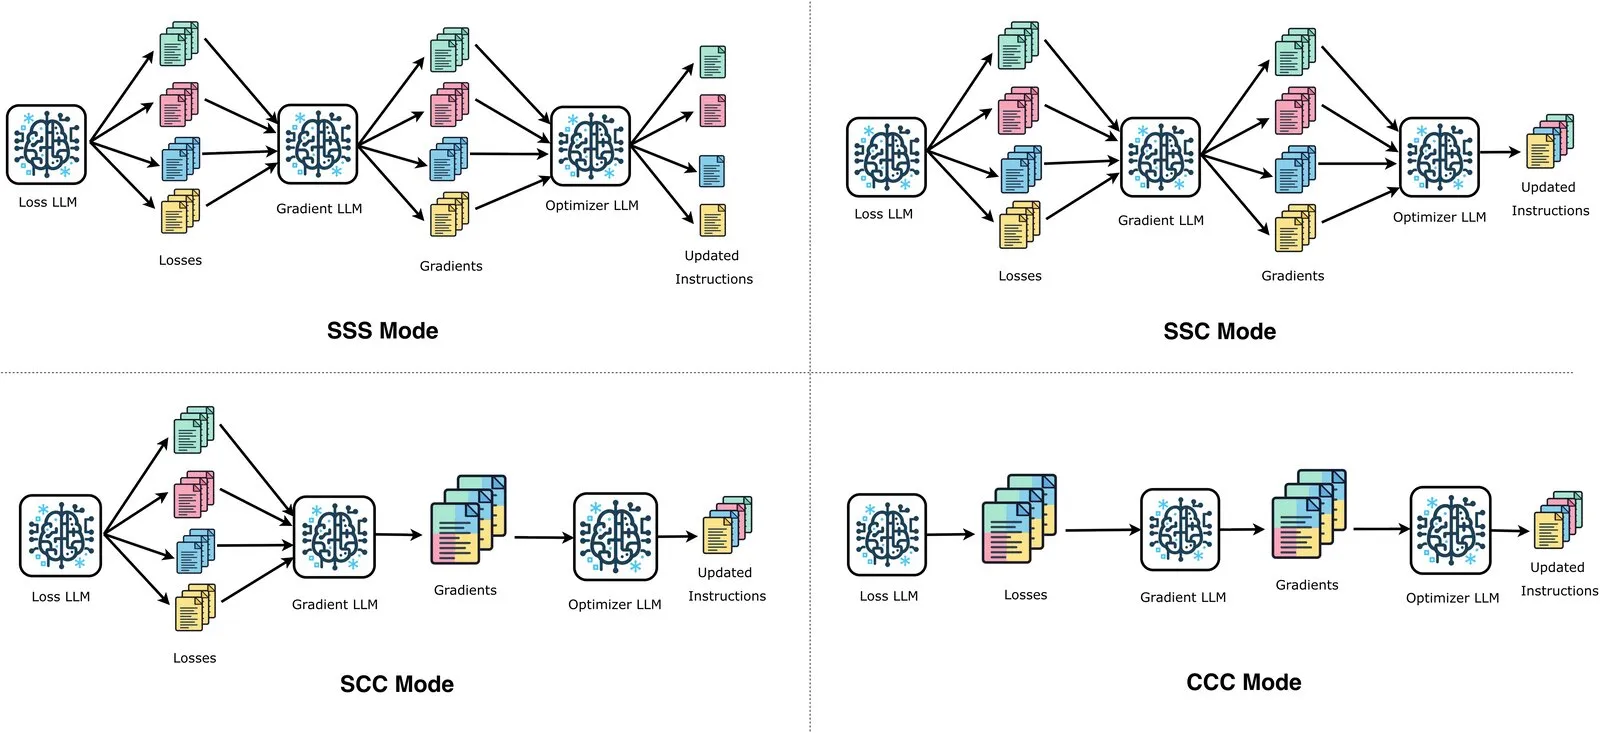 Loss LLM
Losses
Gradient LLM
Gradients
Optimizer LLM
Updated
Instructions
SSS Mode
Loss LLM
Losses
Gradient LLM
Gradients
Optimizer LLM
Updated
Instructions
SSC Mode
Loss LLM
Losses
Gradient LLM
Gradients
Optimizer LLM
Updated
Instructions
SCC Mode
Loss LLM
Losses
Gradient LLM
Gradients
Optimizer LLM
Updated
Instructions
CCC Mode